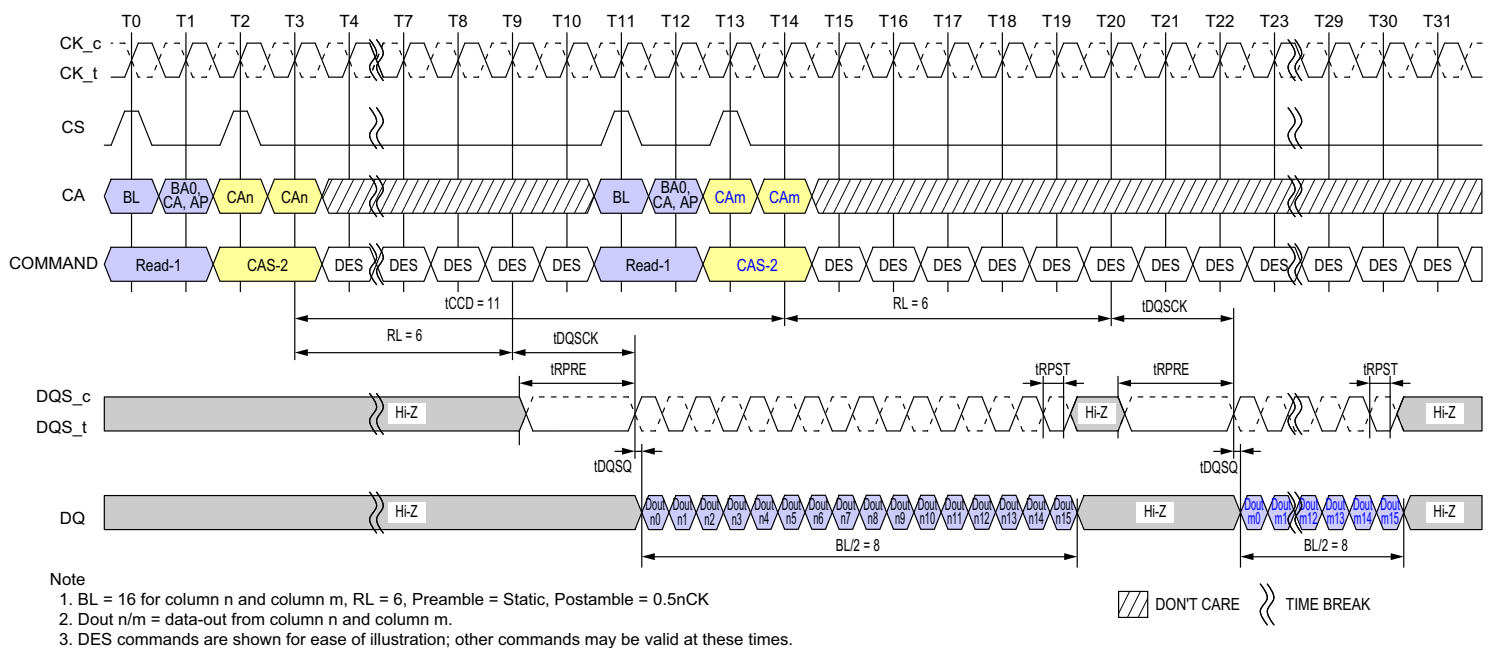 T0 T1 T2 T3 T4 T7 T8 T9 T10 T11 T12 T13 T14 T15 T16 T17 T18 T19 T20 T21 T22 T23 T29 T30 T31
CK_c
CK_t
CS
CA BL BA0, CA, AP CAn CAn BL BA0, CA, AP CAm CAm
COMMAND Read-1 CAS-2 DES DES DES DES DES Read-1 CAS-2 DES DES DES DES DES DES DES DES DES DES DES DES
tCCD = 11 RL = 6 tDQSCK
RL = 6 tDQSCK
tRPRE tRPST tRPRE tRPST
DQS_c
DQS_t
Hi-Z Hi-Z Hi-Z
tDQSQ tDQSQ
DQ Hi-Z Dout n0 Dout n1 Dout n2 Dout n3 Dout n4 Dout n5 Dout n6 Dout n7 Dout n8 Dout n9 Dout n10 Dout n11 Dout n12 Dout n13 Dout n14 Dout n15 Hi-Z Dout m0 Dout m1 Dout m12 Dout m13 Dout m14 Dout m15 Hi-Z
BL/2 = 8 BL/2 = 8
Note
1. BL = 16 for column n and column m, RL = 6, Preamble = Static, Postamble = 0.5nCK
2. Dout n/m = data-out from column n and column m.
3. DES commands are shown for ease of illustration; other commands may be valid at these times.
DON'T CARE TIME BREAK